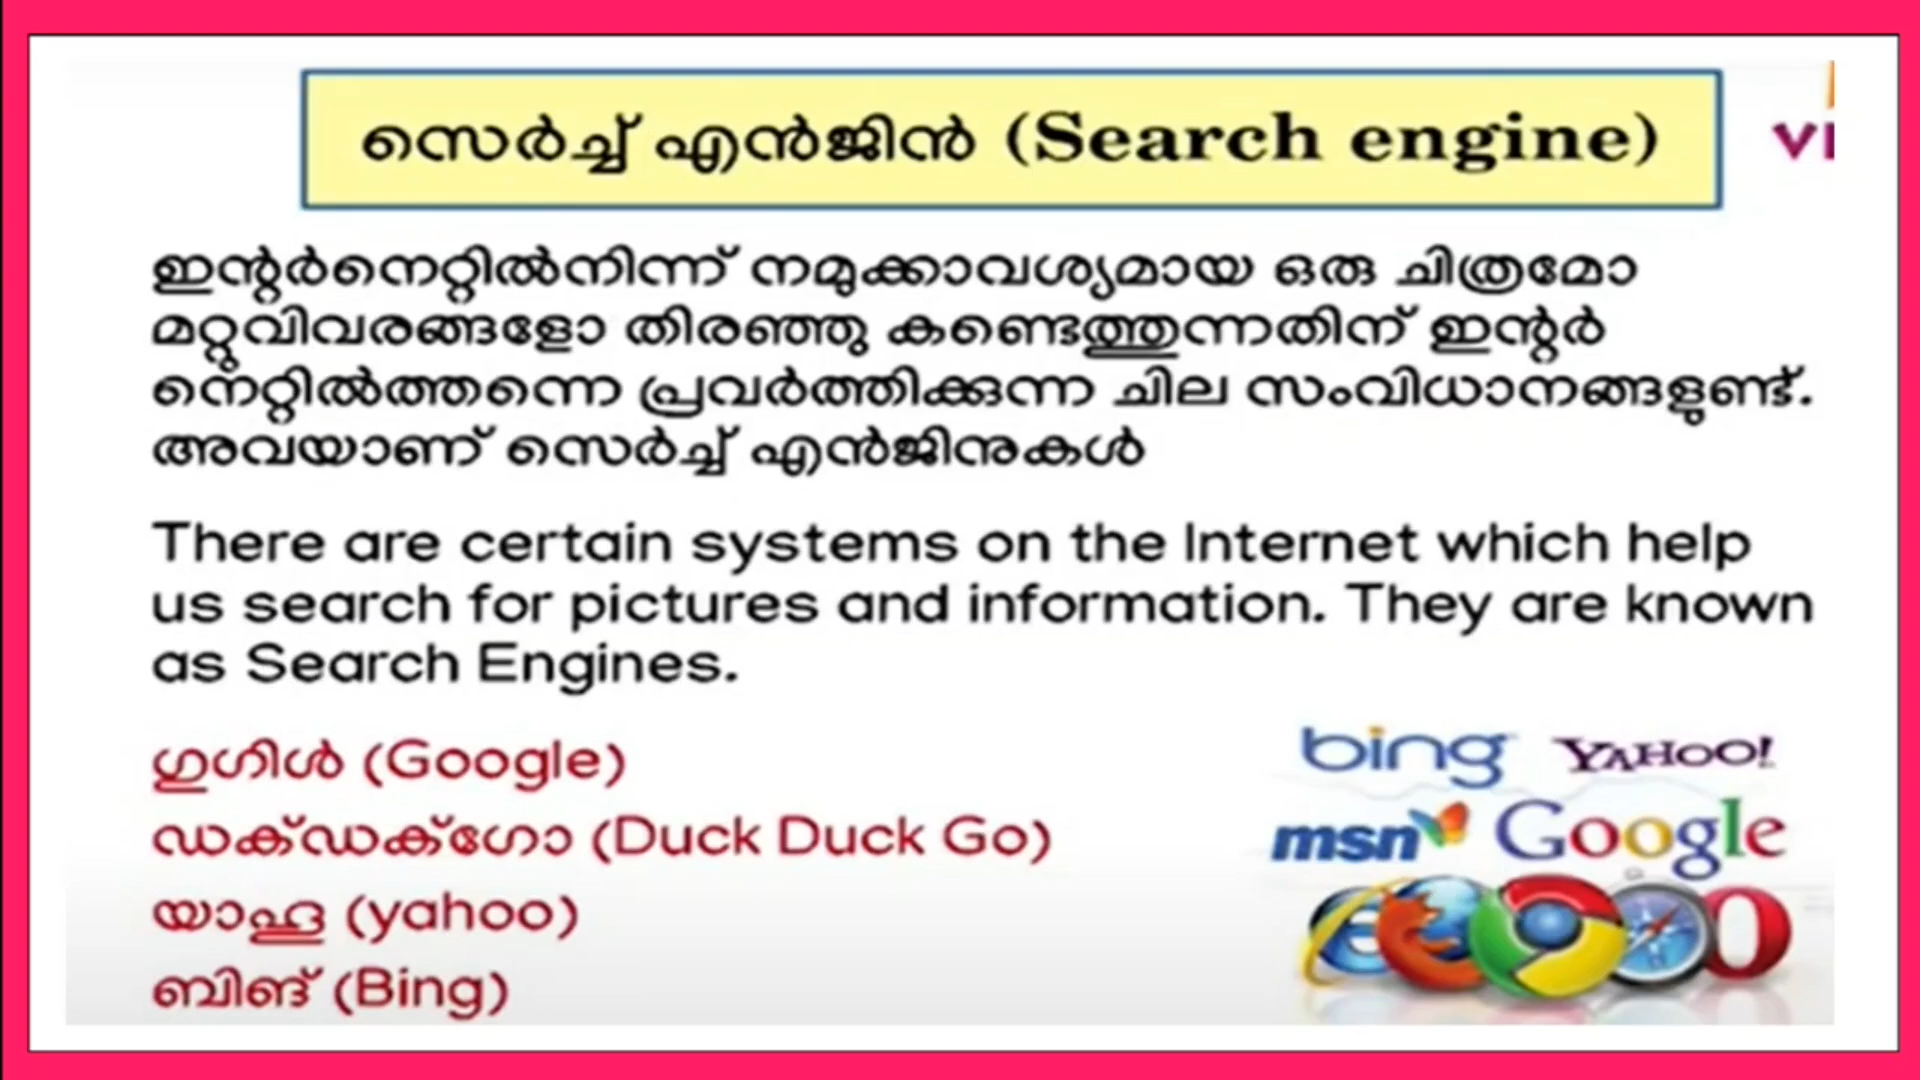 സെർച്ച് എൻജിൻ (Search engine)
VI
ഇന്റർനെറ്റിൽനിന്ന് നമുക്കാവശ്യമായ ഒരു ചിത്രമോ
മറ്റുവിവരങ്ങളോ തിരഞ്ഞു കണ്ടെത്തുന്നതിന് ഇന്റർ
നെറ്റിൽത്തന്നെ പ്രവർത്തിക്കുന്ന ചില സംവിധാനങ്ങളുണ്ട്.
അവയാണ് സെർച്ച് എൻജിനുകൾ
There are certain systems on the Internet which help
us search for pictures and information. They are known
as Search Engines.
ഗുഗിൾ (Google)
ഡക്ഡക്ഗോ (Duck Duck Go)
യാഹൂ (yahoo)
ബിങ് (Bing)
bing YAHOO!
msn Google